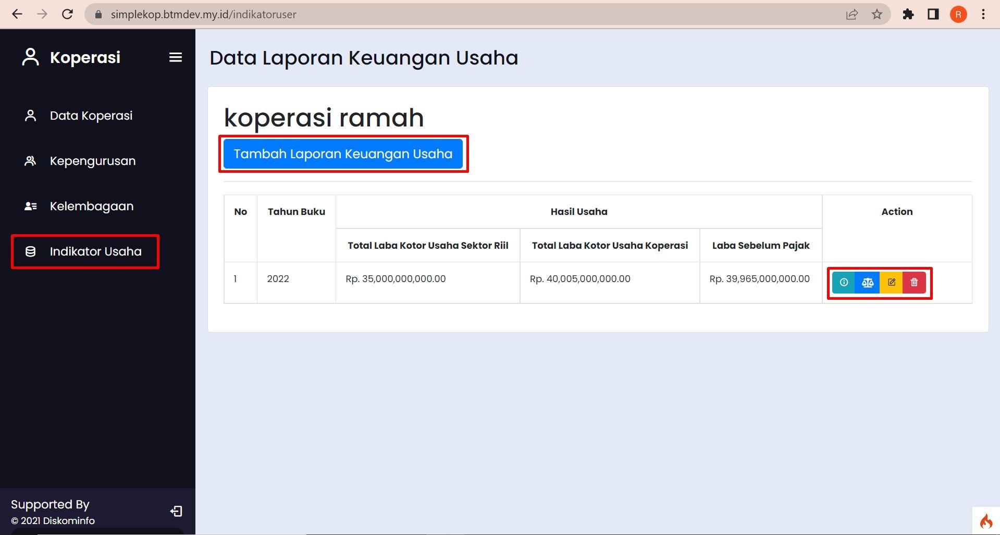 simplekop.btmdev.my.id/indikatoruser
R
Koperasi
Data Koperasi
Kepengurusan
Kelembagaan
Indikator Usaha
Supported By
© 2021 Diskominfo
Data Laporan Keuangan Usaha
koperasi ramah
Tambah Laporan Keuangan Usaha
No Tahun Buku Hasil Usaha Action
Total Laba Kotor Usaha Sektor Riil Total Laba Kotor Usaha Koperasi Laba Sebelum Pajak
1 2022 Rp. 35,000,000,000.00 Rp. 40,005,000,000.00 Rp. 39,965,000,000.00